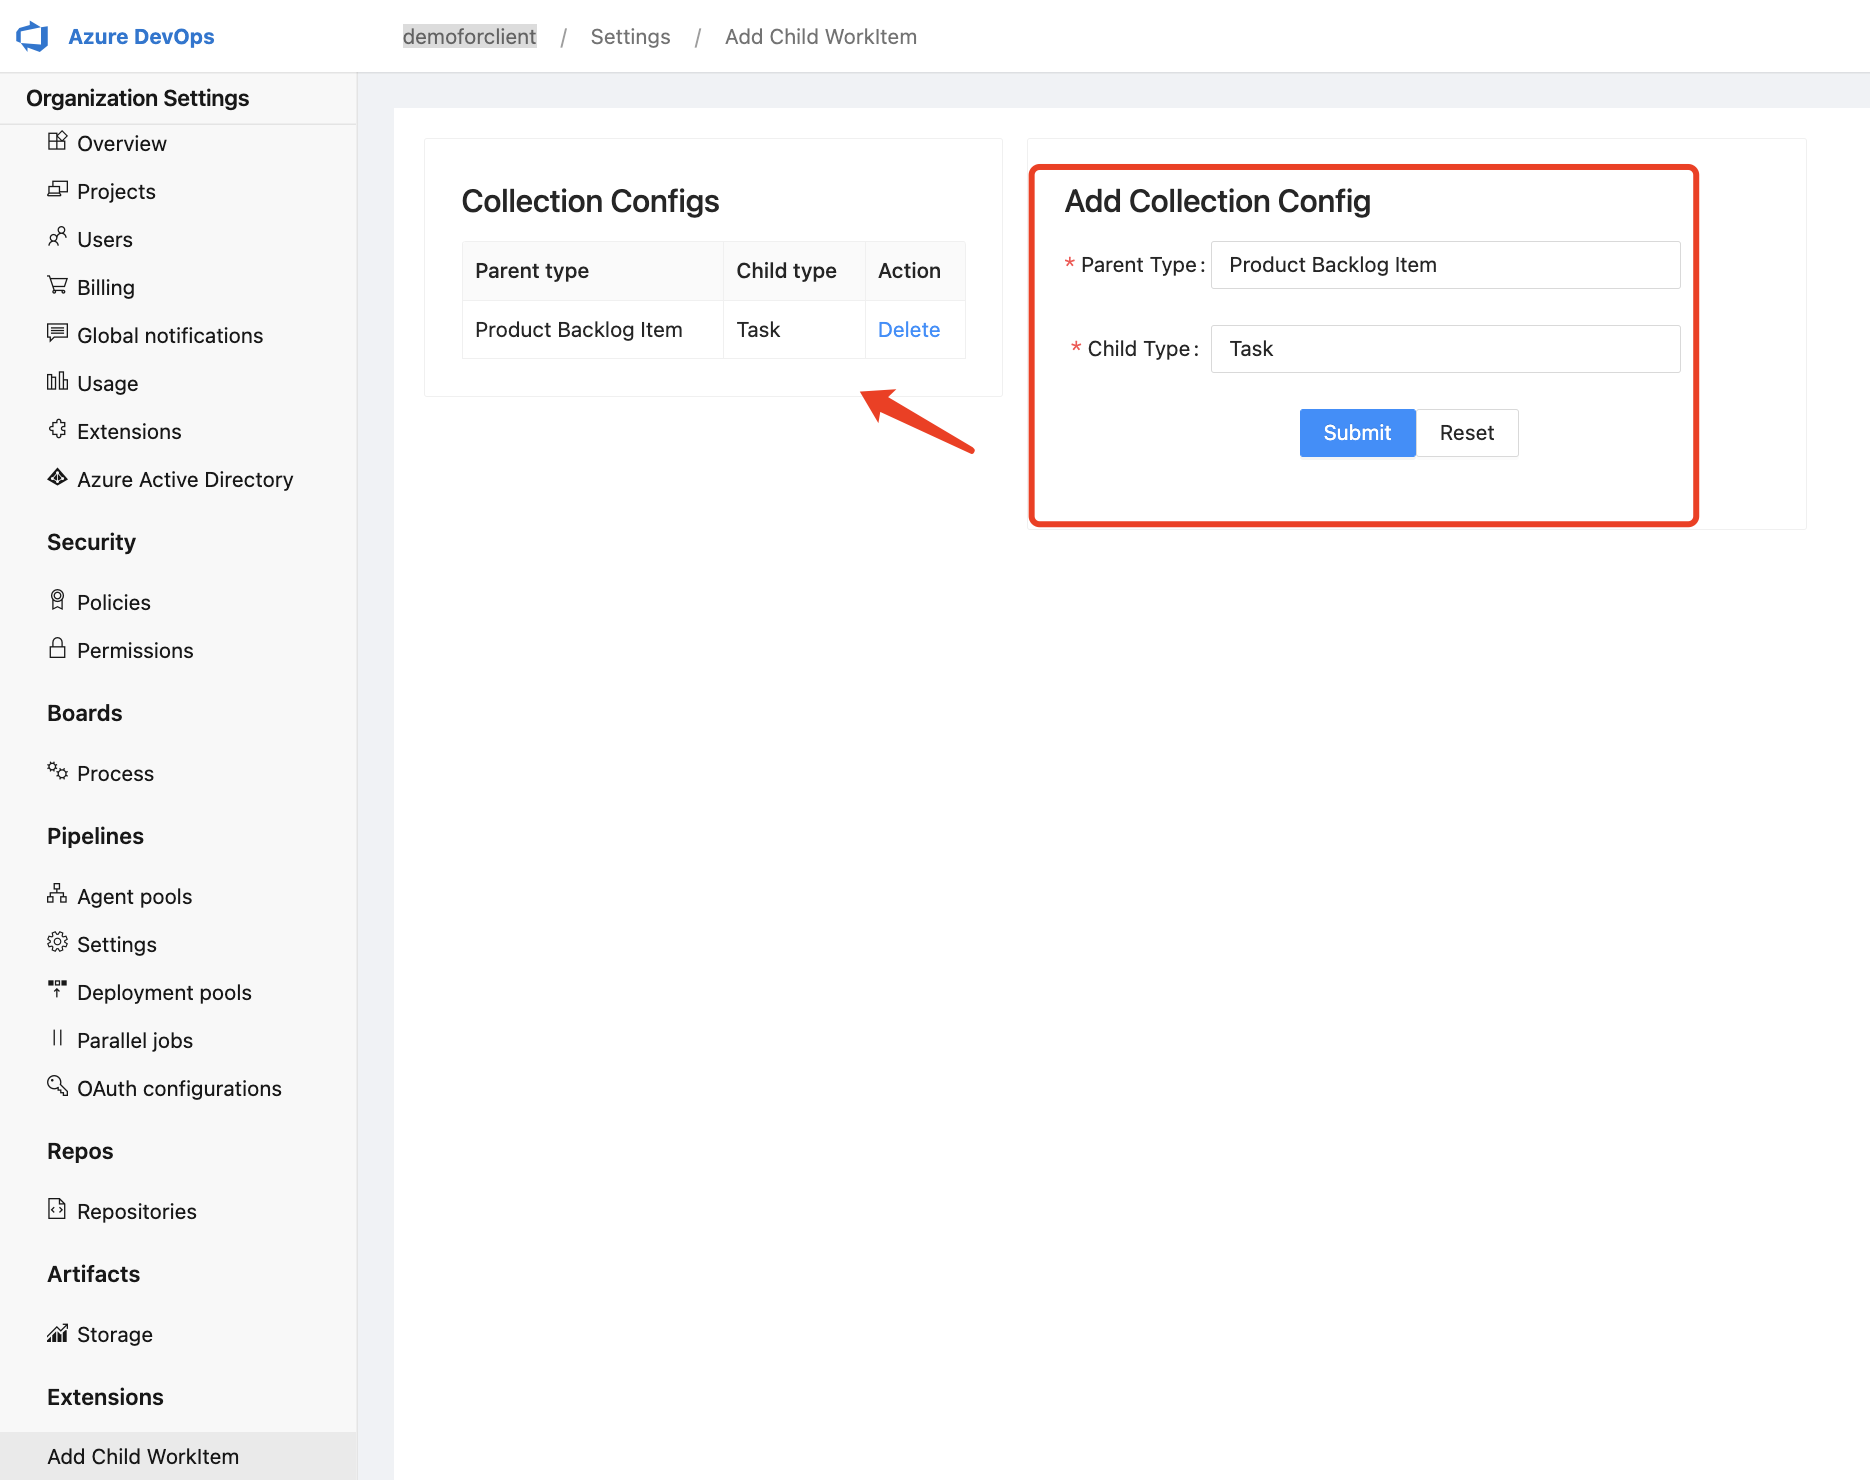 Azure DevOps
demoforclient / Settings / Add Child WorkItem
Organization Settings
Overview
Projects
Users
Billing
Global notifications
Usage
Extensions
Azure Active Directory
Security
Policies
Permissions
Boards
Process
Pipelines
Agent pools
Settings
Deployment pools
Parallel jobs
OAuth configurations
Repos
Repositories
Artifacts
Storage
Extensions
Add Child WorkItem
Collection Configs
Parent type Child type Action
Product Backlog Item Task Delete
Add Collection Config
* Parent Type: Product Backlog Item
* Child Type: Task
Submit Reset